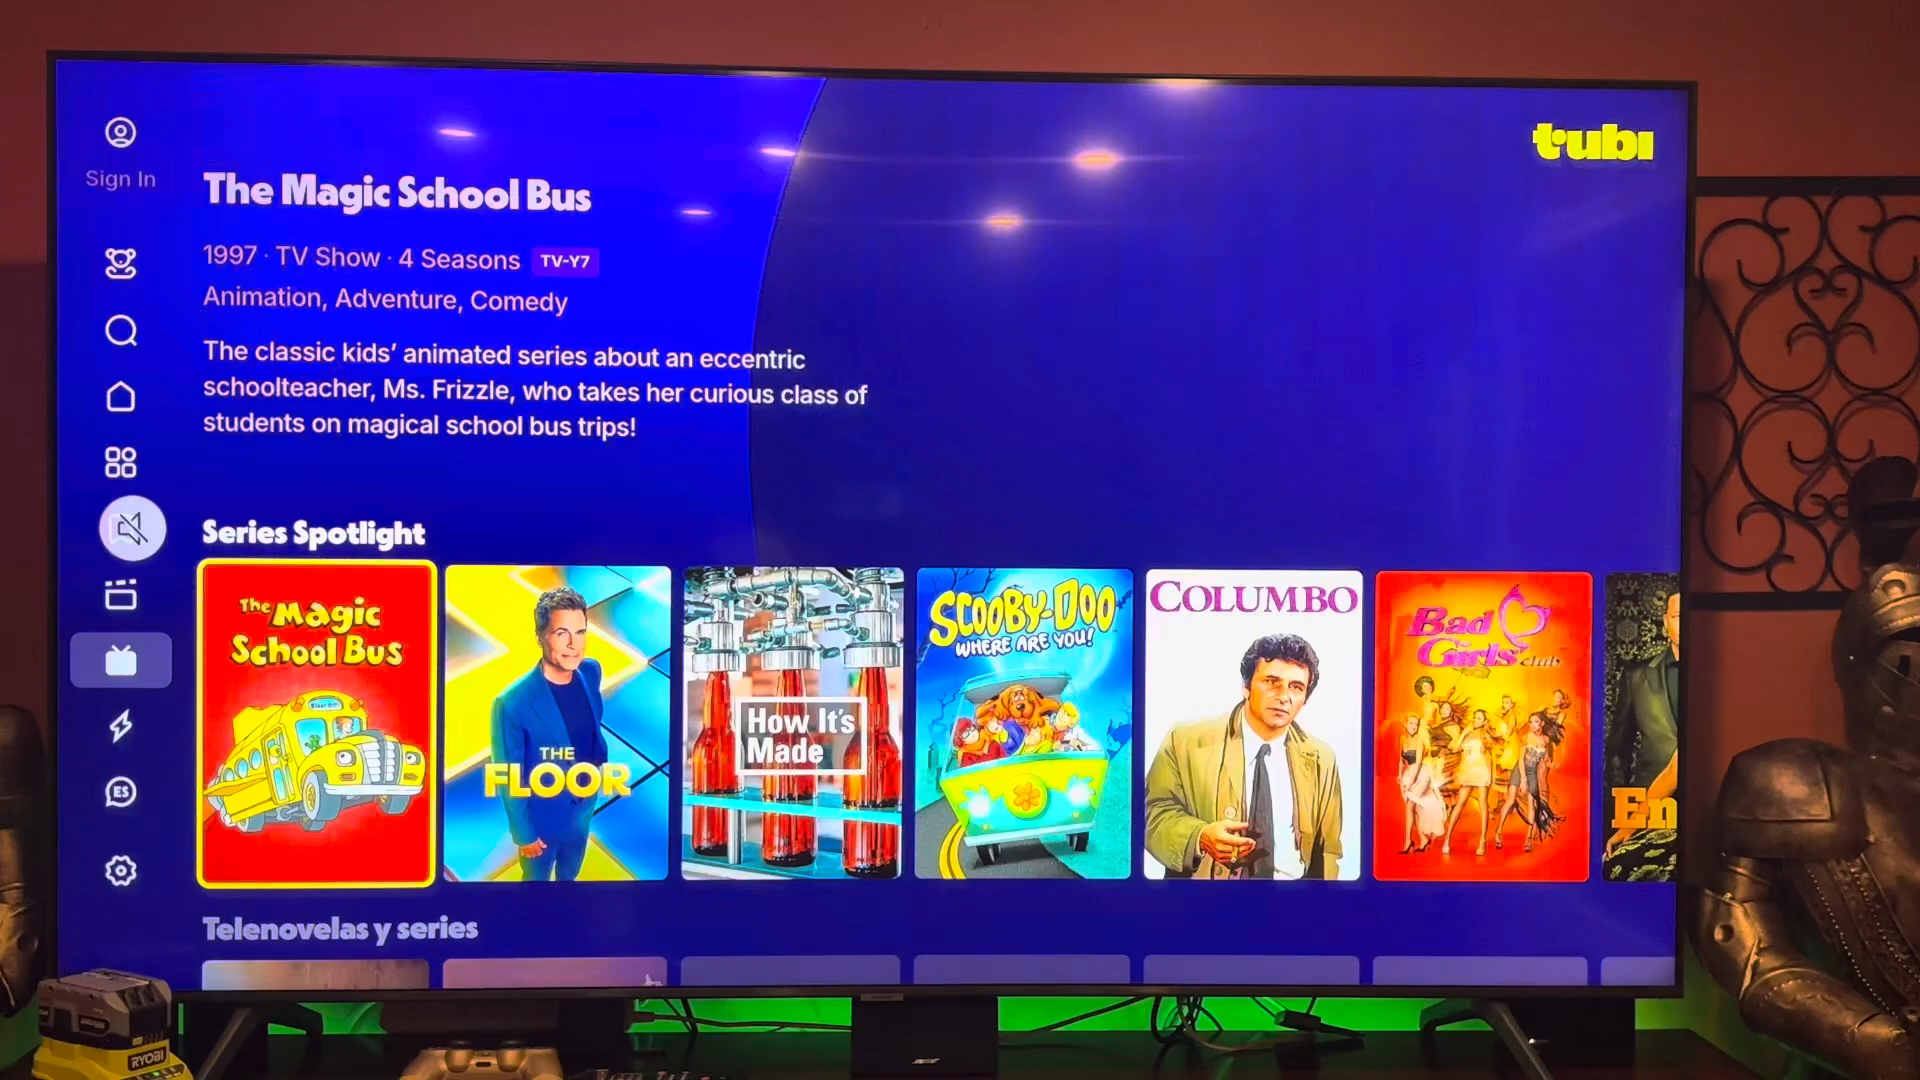 Sign In
tubi
The Magic School Bus
1997 · TV Show · 4 Seasons TV-Y7
Animation, Adventure, Comedy
The classic kids' animated series about an eccentric
schoolteacher, Ms. Frizzle, who takes her curious class of
students on magical school bus trips!
Series Spotlight
The Magic
School Bus
THE
FLOOR
How It's
Made
SCOOBY-DOO
WHERE ARE YOU!
COLUMBO
Bad
Girls club
En
ES
Telenovelas y series
RYOBI
BOSE